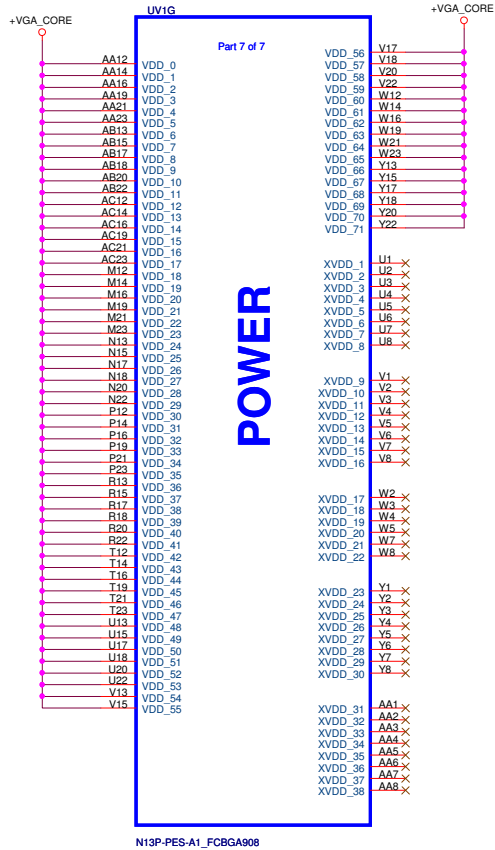 +VGA_CORE
UV1G
+VGA_CORE
Part 7 of 7
AA12 VDD_0
AA14 VDD_1
AA16 VDD_2
AA19 VDD_3
AA21 VDD_4
AA23 VDD_5
AB13 VDD_6
AB15 VDD_7
AB17 VDD_8
AB18 VDD_9
AB20 VDD_10
AB22 VDD_11
AC12 VDD_12
AC14 VDD_13
AC16 VDD_14
AC19 VDD_15
AC21 VDD_16
AC23 VDD_17
M12 VDD_18
M14 VDD_19
M16 VDD_20
M19 VDD_21
M21 VDD_22
M23 VDD_23
N13 VDD_24
N15 VDD_25
N17 VDD_26
N18 VDD_27
N20 VDD_28
N22 VDD_29
P12 VDD_30
P14 VDD_31
P16 VDD_32
P19 VDD_33
P21 VDD_34
P23 VDD_35
R13 VDD_36
R15 VDD_37
R17 VDD_38
R18 VDD_39
R20 VDD_40
R22 VDD_41
T12 VDD_42
T14 VDD_43
T16 VDD_44
T19 VDD_45
T21 VDD_46
T23 VDD_47
U13 VDD_48
U15 VDD_49
U17 VDD_50
U18 VDD_51
U20 VDD_52
U22 VDD_53
V13 VDD_54
V15 VDD_55
POWER
VDD_56 V17
VDD_57 V18
VDD_58 V20
VDD_59 V22
VDD_60 W12
VDD_61 W14
VDD_62 W16
VDD_63 W19
VDD_64 W21
VDD_65 W23
VDD_66 Y13
VDD_67 Y15
VDD_68 Y17
VDD_69 Y18
VDD_70 Y20
VDD_71 Y22
XVDD_1 U1
XVDD_2 U2
XVDD_3 U3
XVDD_4 U4
XVDD_5 U5
XVDD_6 U6
XVDD_7 U7
XVDD_8 U8
XVDD_9 V1
XVDD_10 V2
XVDD_11 V3
XVDD_12 V4
XVDD_13 V5
XVDD_14 V6
XVDD_15 V7
XVDD_16 V8
XVDD_17 W2
XVDD_18 W3
XVDD_19 W4
XVDD_20 W5
XVDD_21 W7
XVDD_22 W8
XVDD_23 Y1
XVDD_24 Y2
XVDD_25 Y3
XVDD_26 Y4
XVDD_27 Y5
XVDD_28 Y6
XVDD_29 Y7
XVDD_30 Y8
XVDD_31 AA1
XVDD_32 AA2
XVDD_33 AA3
XVDD_34 AA4
XVDD_35 AA5
XVDD_36 AA6
XVDD_37 AA7
XVDD_38 AA8
N13P-PES-A1_FCBGA908